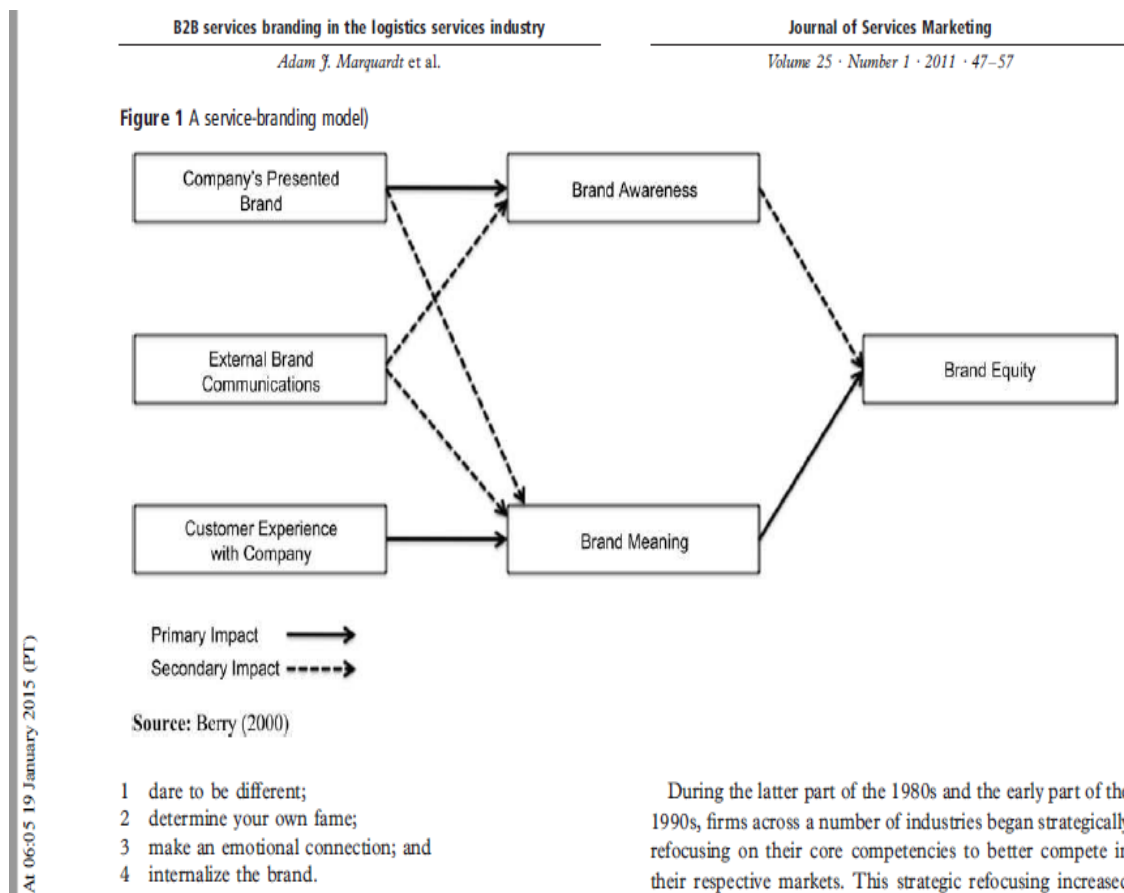 B2B services branding in the logistics services industry
Adam J. Marquardt et al.
Journal of Services Marketing
Volume 25 · Number 1 · 2011 · 47–57
Figure 1 A service-branding model)
Company's Presented
Brand
Brand Awareness
External Brand
Communications
Brand Equity
Customer Experience
with Company
Brand Meaning
Primary Impact
Secondary Impact
Source: Berry (2000)
1 dare to be different;
2 determine your own fame;
3 make an emotional connection; and
4 internalize the brand.
During the latter part of the 1980s and the early part of the
1990s, firms across a number of industries began strategically
refocusing on their core competencies to better compete in
their respective markets. This strategic refocusing increased
At 06:05 19 January 2015 (PT)